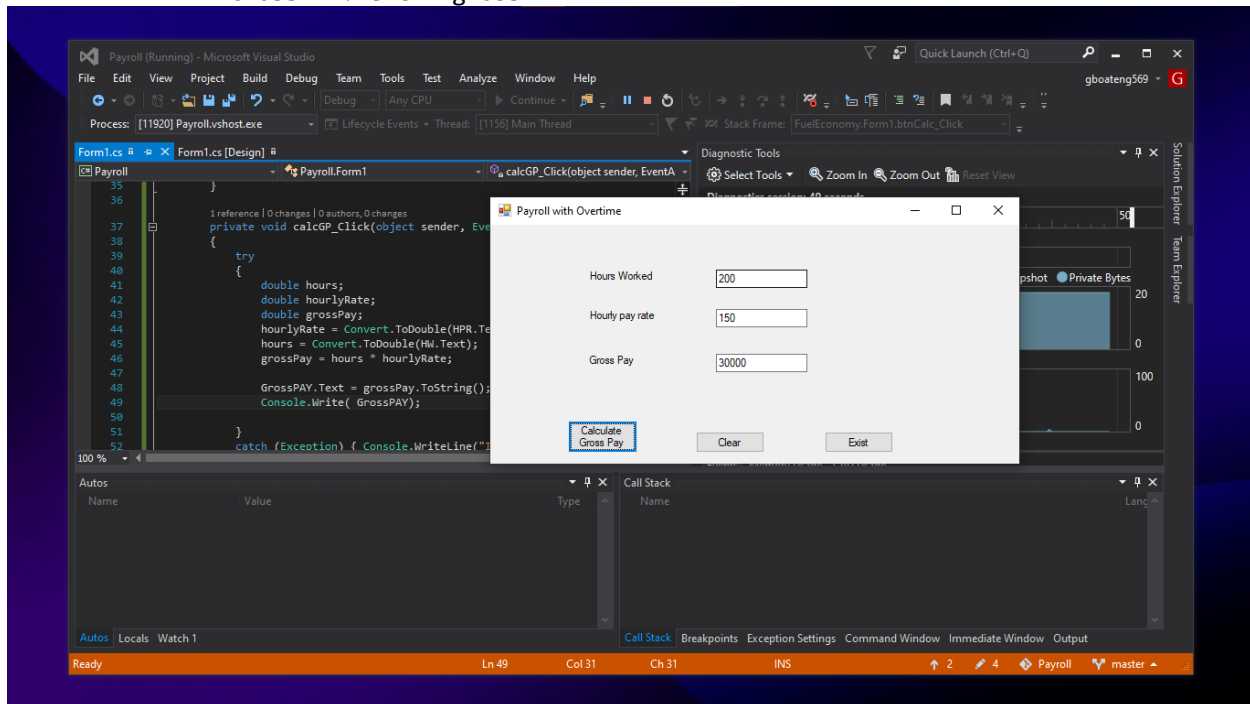 Payroll (Running) - Microsoft Visual Studio
Quick Launch (Ctrl+Q)
File Edit View Project Build Debug Team Tools Test Analyze Window Help
gboateng569 G
Debug Any CPU Continue
Process: [11920] Payroll.vshost.exe Lifecycle Events Thread: [1156] Main Thread Stack Frame: FuelEconomy.Form1.btnCalc_Click
Form1.cs Form1.cs [Design]
Payroll Payroll.Form1 calcGP_Click(object sender, EventA
35 }
36
1 reference | 0 changes | 0 authors, 0 changes
37 private void calcGP_Click(object sender, Eve
38 {
39 try
40 {
41 double hours;
42 double hourlyRate;
43 double grossPay;
44 hourlyRate = Convert.ToDouble(HPR.Te
45 hours = Convert.ToDouble(HW.Text);
46 grossPay = hours * hourlyRate;
47
48 GrossPAY.Text = grossPay.ToString();
49 Console.Write( GrossPAY);
50
51 }
52 catch (Exception) { Console.WriteLine("
100 %
Diagnostic Tools
Select Tools Zoom In Zoom Out Reset View
Diagnostics session: 49 seconds
50
pshot Private Bytes
20
0
100
0
Solution Explorer
Team Explorer
Payroll with Overtime
Hours Worked 200
Hourly pay rate 150
Gross Pay 30000
Calculate
Gross Pay
Clear Exist
Autos
Name Value Type
Call Stack
Name Lang
Autos Locals Watch 1
Call Stack Breakpoints Exception Settings Command Window Immediate Window Output
Ready Ln 49 Col 31 Ch 31 INS 2 4 Payroll master